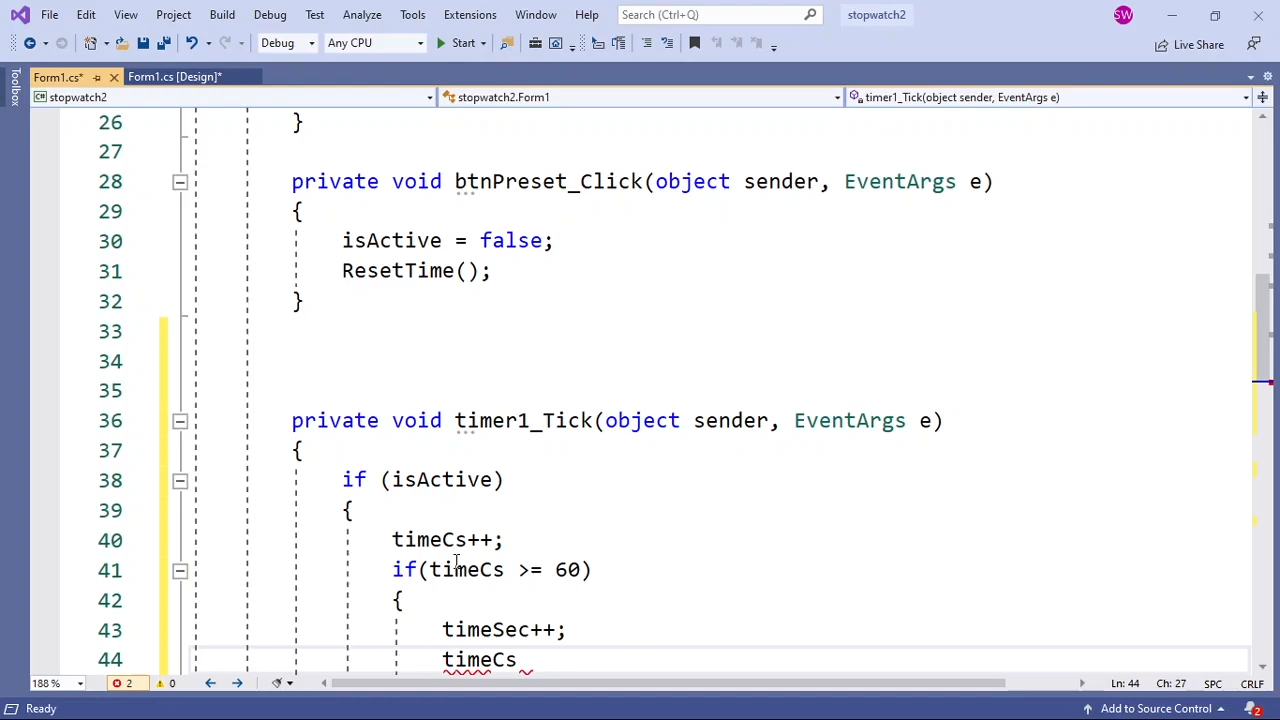 File Edit View Project Build Debug Test Analyze Tools Extensions Window Help Search (Ctrl+Q) stopwatch2 SW
Debug Any CPU Start Live Share
Form1.cs* Form1.cs [Design]*
Toolbox
stopwatch2 stopwatch2.Form1 timer1_Tick(object sender, EventArgs e)
26 }
27
28 private void btnPreset_Click(object sender, EventArgs e)
29 {
30 isActive = false;
31 ResetTime();
32 }
33
34
35
36 private void timer1_Tick(object sender, EventArgs e)
37 {
38 if (isActive)
39 {
40 timeCs++;
41 if(timeCs >= 60)
42 {
43 timeSec++;
44 timeCs
188 % 2 0 Ln: 44 Ch: 27 SPC CRLF
Ready Add to Source Control 2